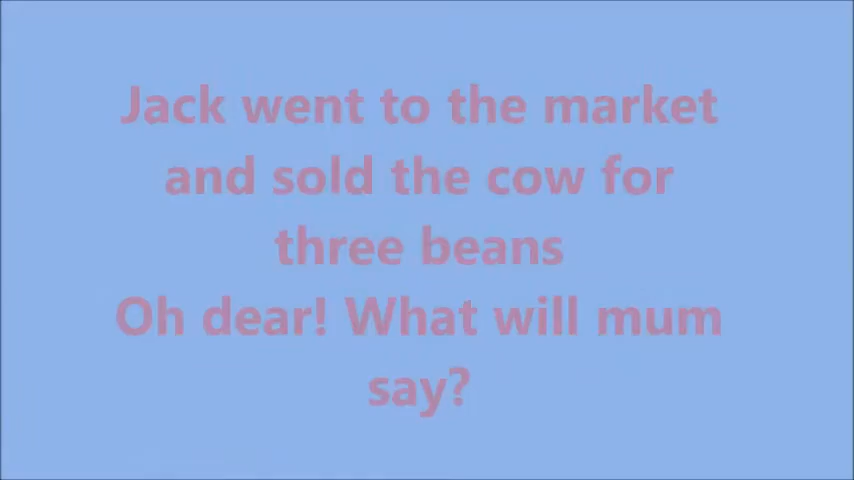 Jack went to the market
and sold the cow for
three beans
Oh dear! What will mum
say?